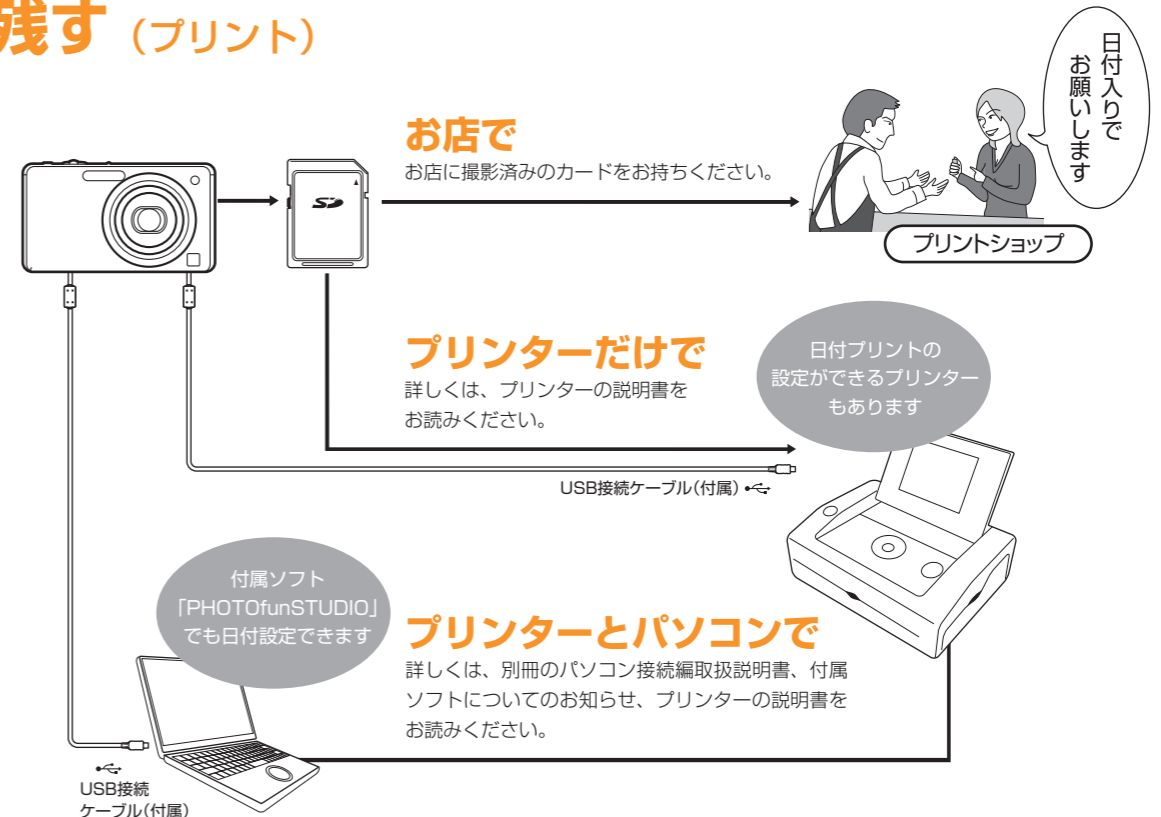 残す（プリント）
日付入りで
お願いします
お店で
お店に撮影済みのカードをお持ちください。
プリントショップ
プリンターだけで
詳しくは、プリンターの説明書を
お読みください。
日付プリントの
設定ができるプリンター
もあります
USB接続ケーブル（付属）
付属ソフト
「PHOTOfunSTUDIO」
でも日付設定できます
プリンターとパソコンで
詳しくは、別冊のパソコン接続編取扱説明書、付属
ソフトについてのお知らせ、プリンターの説明書を
お読みください。
USB接続
ケーブル（付属）
SD